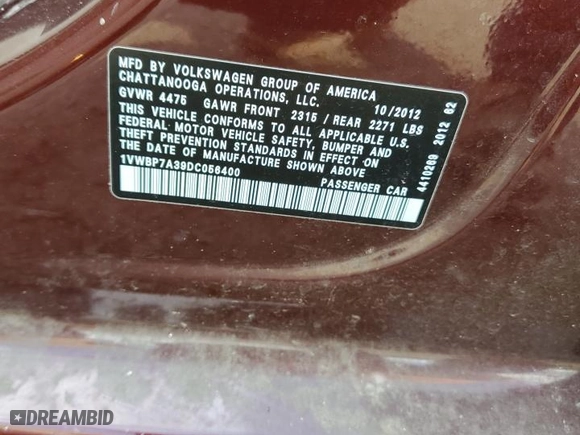 MFD BY VOLKSWAGEN GROUP OF AMERICA
CHATTANOOGA OPERATIONS, LLC. 10/2012
GVWR 4475 GAWR FRONT 2315 / REAR 2271 LBS
THIS VEHICLE CONFORMS TO ALL APPLICABLE U.S.
FEDERAL MOTOR VEHICLE SAFETY, BUMPER AND
THEFT PREVENTION STANDARDS IN EFFECT ON
THE DATE OF MANUFACTURE SHOWN ABOVE
1VWBP7A39DC056400 PASSENGER CAR
4410269 2012 62
DREAMBID